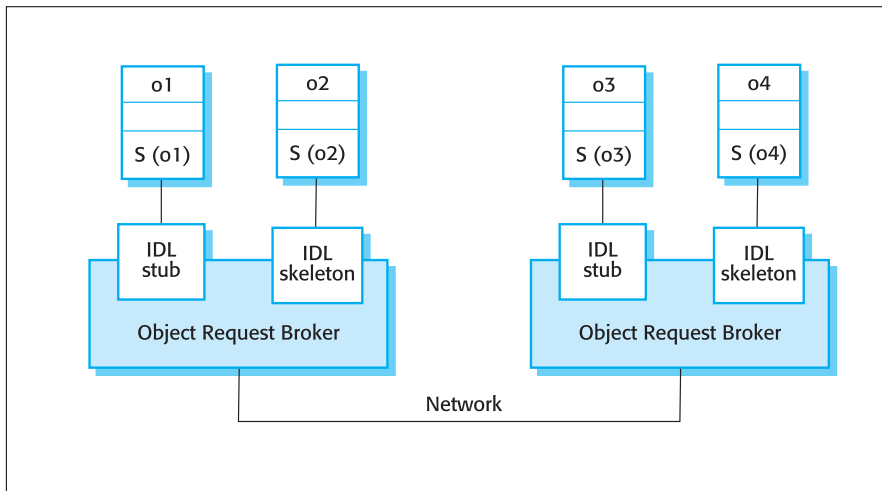 o1
S (o1)
o2
S (o2)
o3
S (o3)
o4
S (o4)
IDL
stub
IDL
skeleton
IDL
stub
IDL
skeleton
Object Request Broker
Object Request Broker
Network